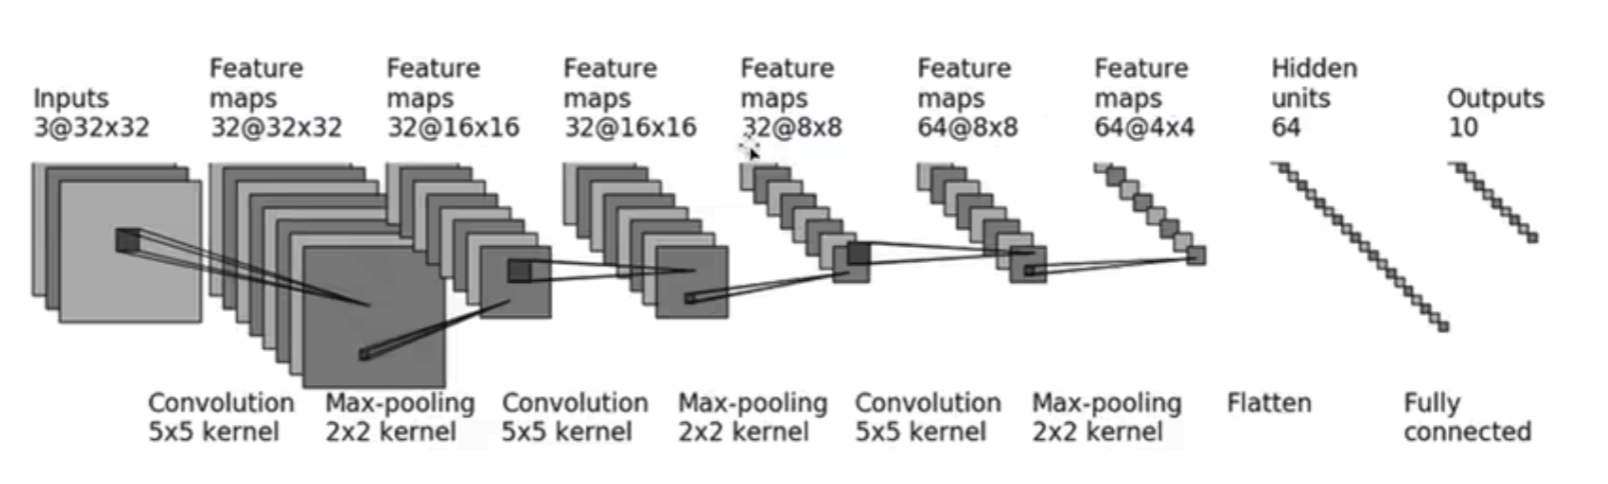 Inputs
3@32x32
Feature
maps
32@32x32
Feature
maps
32@16x16
Feature
maps
32@16x16
Feature
maps
32@8x8
Feature
maps
64@8x8
Feature
maps
64@4x4
Hidden
units
64
Outputs
10
Convolution
5x5 kernel
Max-pooling
2x2 kernel
Convolution
5x5 kernel
Max-pooling
2x2 kernel
Convolution
5x5 kernel
Max-pooling
2x2 kernel
Flatten
Fully
connected